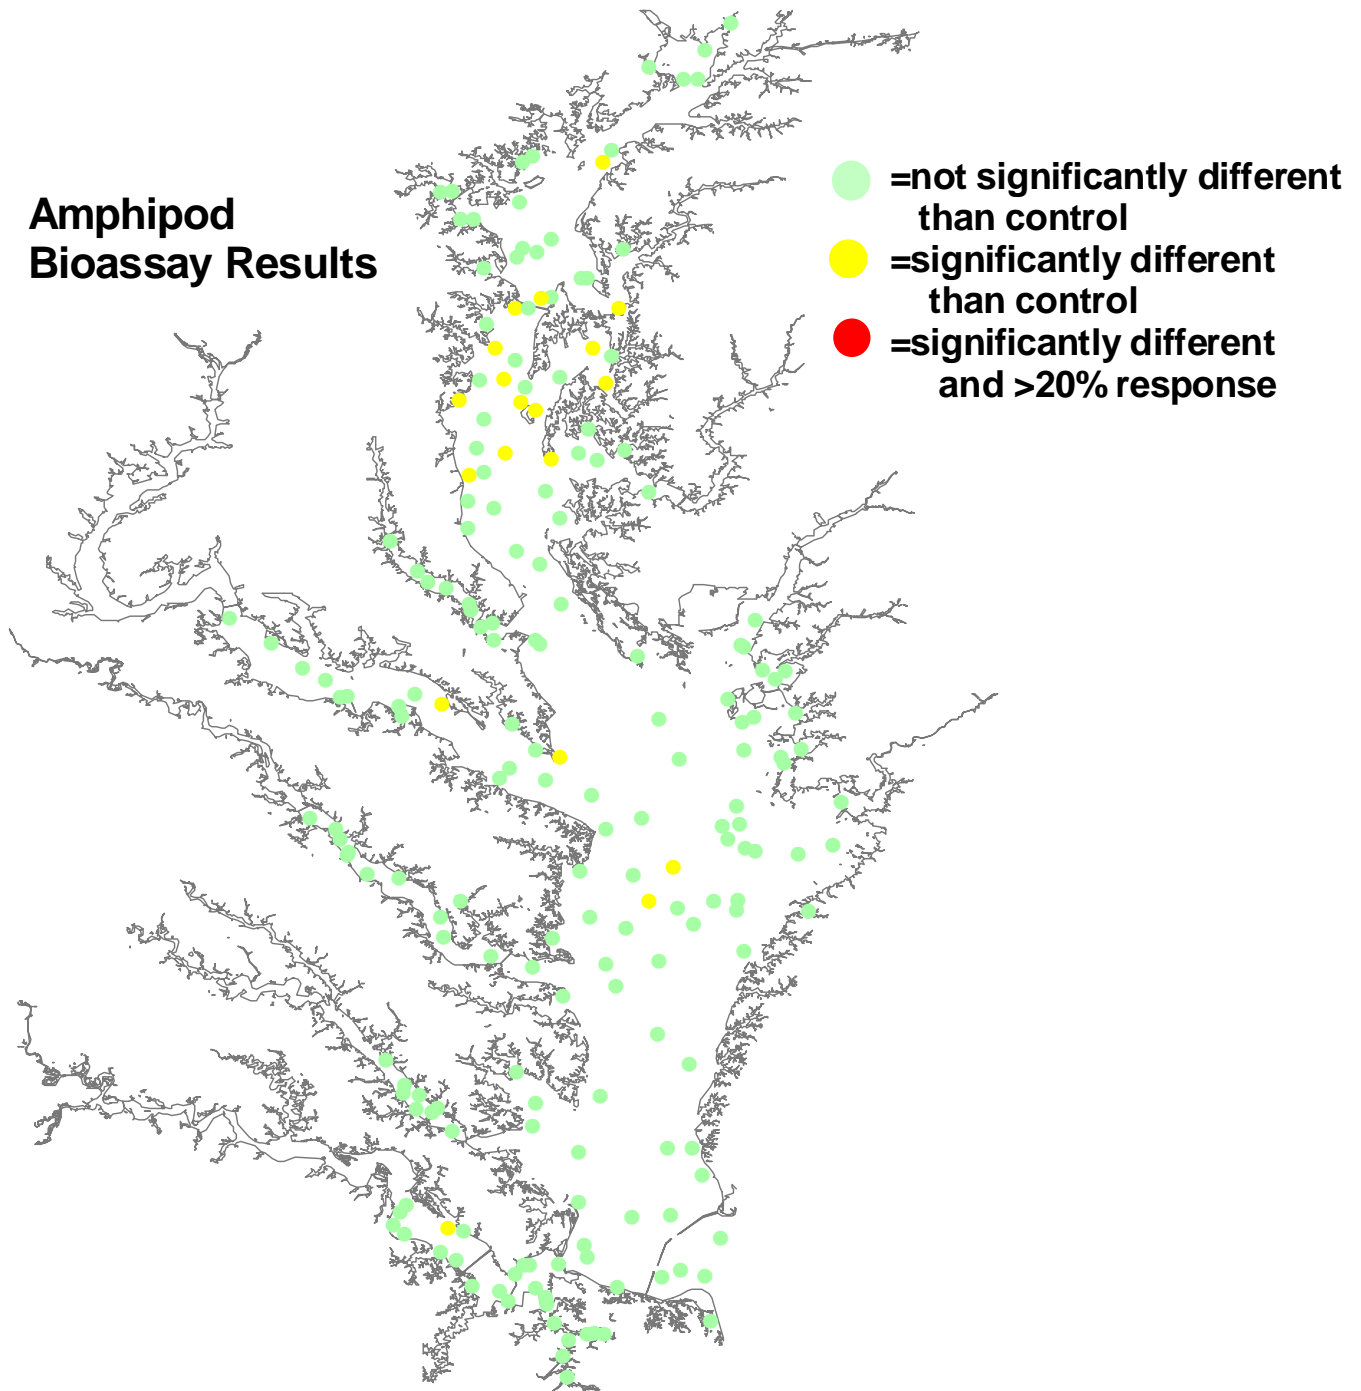 Amphipod
Bioassay Results
=not significantly different
than control
=significantly different
than control
=significantly different
and >20% response